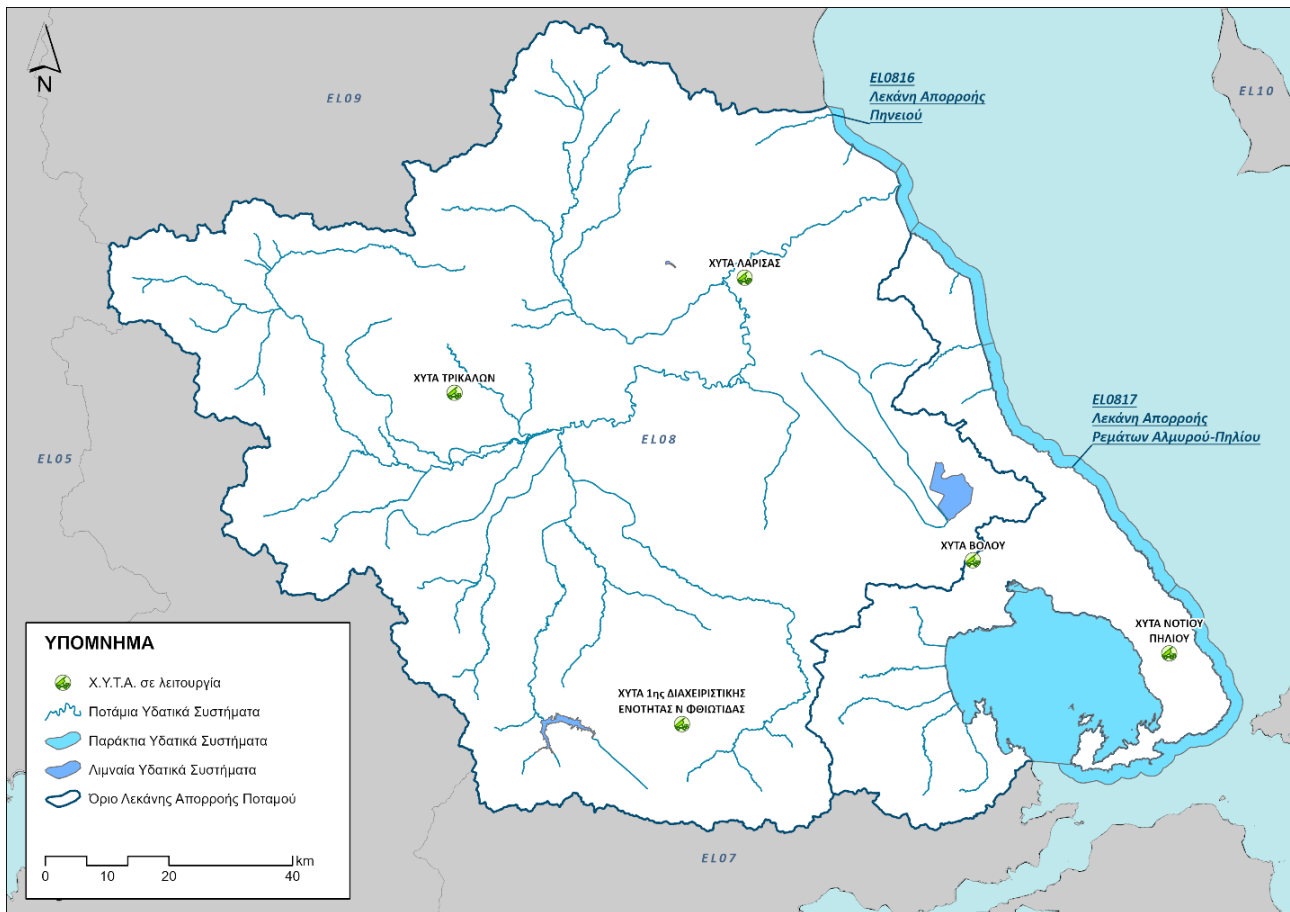 N
EL09
EL0816
Λεκάνη Απορροής
Πηνειού
EL10
ΧΥΤΑ ΛΑΡΙΣΑΣ
ΧΥΤΑ ΤΡΙΚΑΛΩΝ
EL05
EL08
EL0817
Λεκάνη Απορροής
Ρεμάτων Αλμυρού-Πηλίου
ΧΥΤΑ ΒΟΛΟΥ
ΧΥΤΑ ΝΟΤΙΟΥ
ΠΗΛΙΟΥ
ΧΥΤΑ 1ης ΔΙΑΧΕΙΡΙΣΤΙΚΗΣ
ΕΝΟΤΗΤΑΣ Ν ΦΘΙΩΤΙΔΑΣ
EL07
ΥΠΟΜΝΗΜΑ
Χ.Υ.Τ.Α. σε λειτουργία
Ποτάμια Υδατικά Συστήματα
Παράκτια Υδατικά Συστήματα
Λιμναία Υδατικά Συστήματα
Όριο Λεκάνης Απορροής Ποταμού
km
0 10 20 40